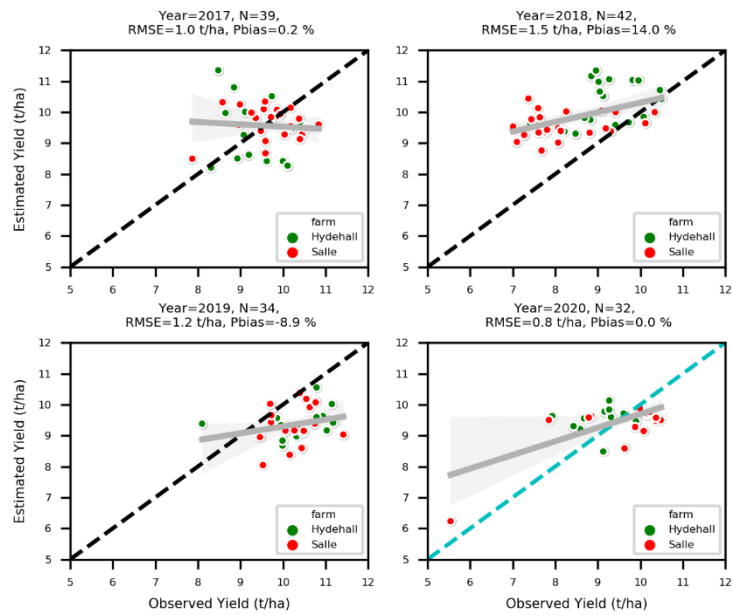 Year=2017, N=39,
RMSE=1.0 t/ha, Pbias=0.2 %
12
11
10
9
8
7
6
5
Estimated Yield (t/ha)
farm
Hydehall
Salle
5 6 7 8 9 10 11 12
Year=2018, N=42,
RMSE=1.5 t/ha, Pbias=14.0 %
12
11
10
9
8
7
6
5
farm
Hydehall
Salle
5 6 7 8 9 10 11 12
Year=2019, N=34,
RMSE=1.2 t/ha, Pbias=-8.9 %
12
11
10
9
8
7
6
5
Estimated Yield (t/ha)
farm
Hydehall
Salle
5 6 7 8 9 10 11 12
Observed Yield (t/ha)
Year=2020, N=32,
RMSE=0.8 t/ha, Pbias=0.0 %
12
11
10
9
8
7
6
5
farm
Hydehall
Salle
5 6 7 8 9 10 11 12
Observed Yield (t/ha)